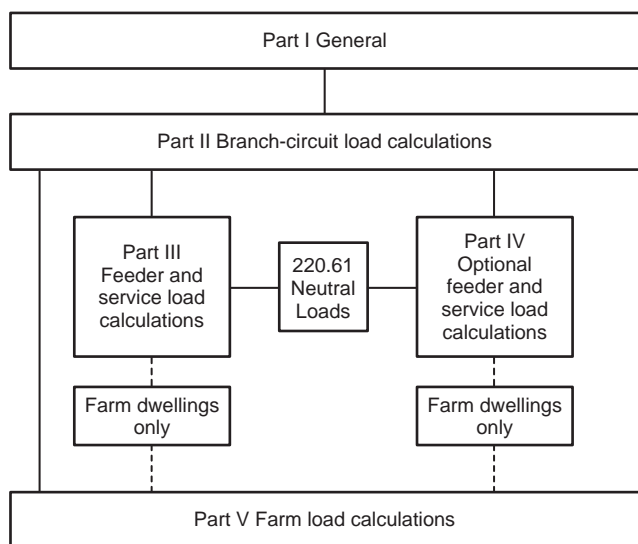 Part I General
Part II Branch-circuit load calculations
Part III
Feeder and
service load
calculations
220.61
Neutral
Loads
Part IV
Optional
feeder and
service load
calculations
Farm dwellings
only
Farm dwellings
only
Part V Farm load calculations